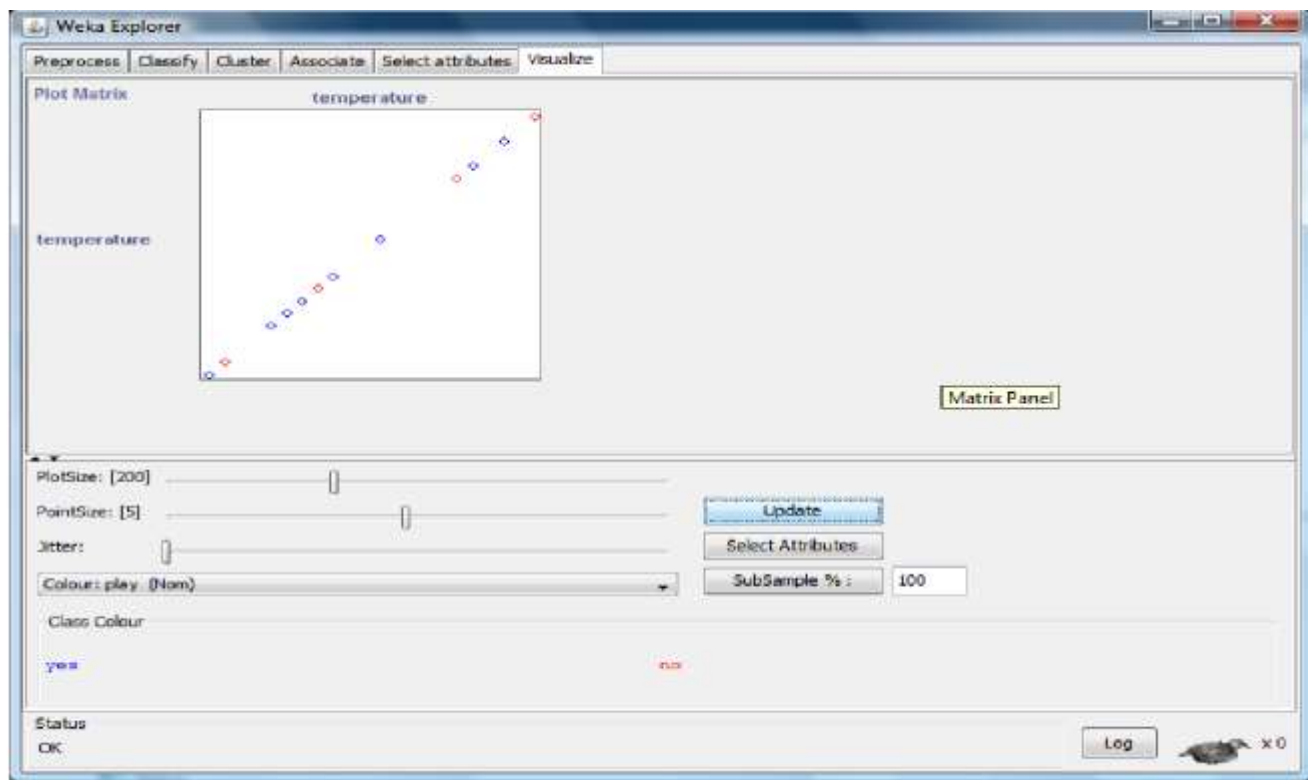 Weka Explorer
Preprocess Classify Cluster Associate Select attributes Visualize
Plot Matrix
temperature
temperature
Matrix Panel
PlotSize: [200]
PointSize: [5]
Update
Jitter:
Select Attributes
Colour: play (Nom)
SubSample % : 100
Class Colour
yes no
Status
OK
Log x 0